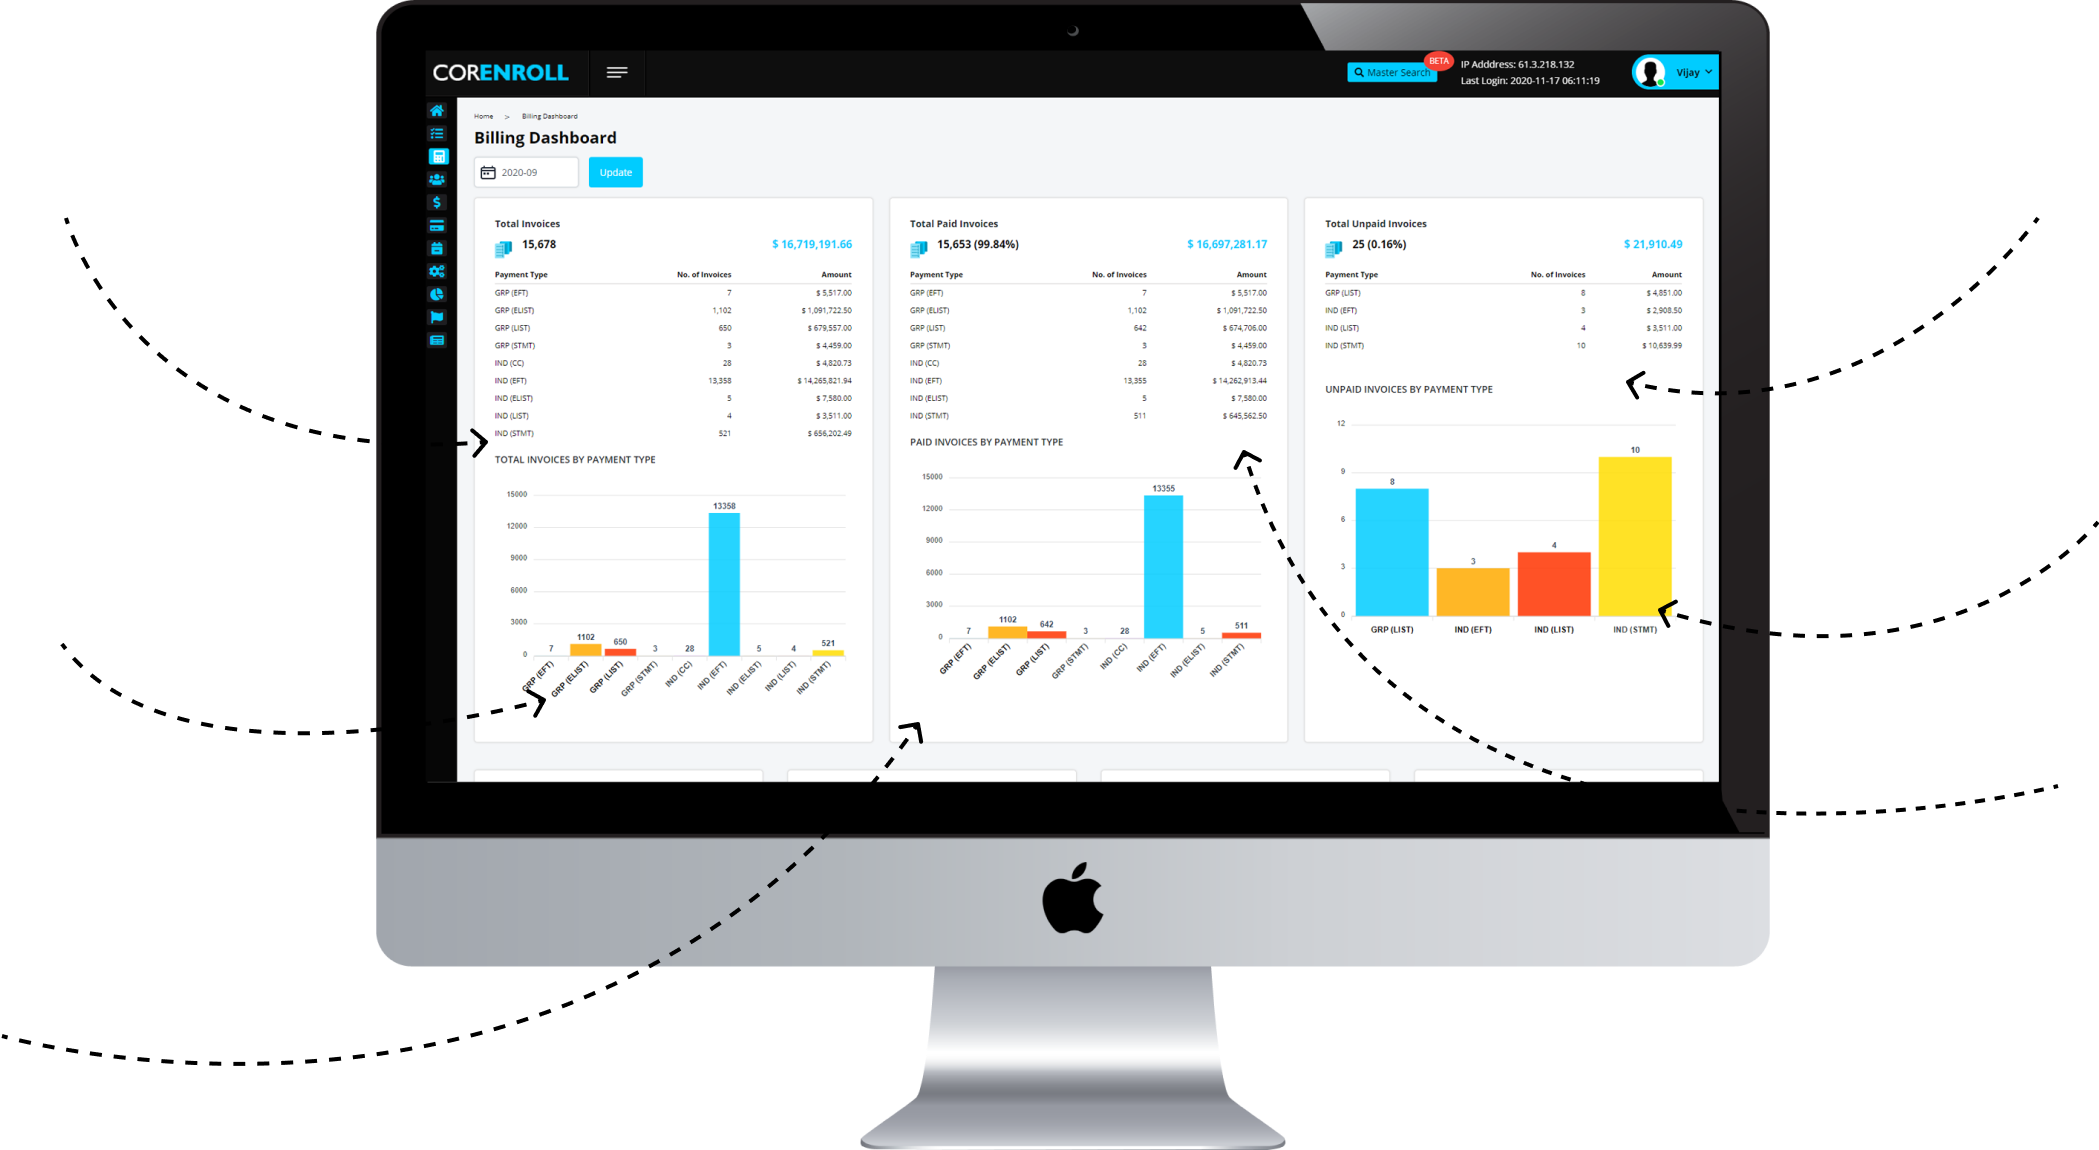 CORENROLL
Master Search
BETA
IP Adddress: 61.3.218.132
Last Login: 2020-11-17 06:11:19
Vijay
Home > Billing Dashboard
Billing Dashboard
2020-09
Update
Total Invoices
15,678 $ 16,719,191.66
Payment Type No. of Invoices Amount
GRP (EFT) 7 $ 5,517.00
GRP (ELIST) 1,102 $ 1,091,722.50
GRP (LIST) 650 $ 679,557.00
GRP (STMT) 3 $ 4,459.00
IND (CC) 28 $ 4,820.73
IND (EFT) 13,358 $ 14,265,821.94
IND (ELIST) 5 $ 7,580.00
IND (LIST) 4 $ 3,511.00
IND (STMT) 521 $ 656,202.49
TOTAL INVOICES BY PAYMENT TYPE
15000
12000
9000
6000
3000
0
7 1102 650 3 28 13358 5 4 521
GRP (EFT) GRP (ELIST) GRP (LIST) GRP (STMT) IND (CC) IND (EFT) IND (ELIST) IND (LIST) IND (STMT)
Total Paid Invoices
15,653 (99.84%) $ 16,697,281.17
Payment Type No. of Invoices Amount
GRP (EFT) 7 $ 5,517.00
GRP (ELIST) 1,102 $ 1,091,722.50
GRP (LIST) 642 $ 674,706.00
GRP (STMT) 3 $ 4,459.00
IND (CC) 28 $ 4,820.73
IND (EFT) 13,355 $ 14,262,913.44
IND (ELIST) 5 $ 7,580.00
IND (STMT) 511 $ 645,562.50
PAID INVOICES BY PAYMENT TYPE
15000
12000
9000
6000
3000
0
7 1102 642 3 28 13355 5 511
GRP (EFT) GRP (ELIST) GRP (LIST) GRP (STMT) IND (CC) IND (EFT) IND (ELIST) IND (STMT)
Total Unpaid Invoices
25 (0.16%) $ 21,910.49
Payment Type No. of Invoices Amount
GRP (LIST) 8 $ 4,851.00
IND (EFT) 3 $ 2,908.50
IND (LIST) 4 $ 3,511.00
IND (STMT) 10 $ 10,639.99
UNPAID INVOICES BY PAYMENT TYPE
12
9
6
3
0
8 3 4 10
GRP (LIST) IND (EFT) IND (LIST) IND (STMT)